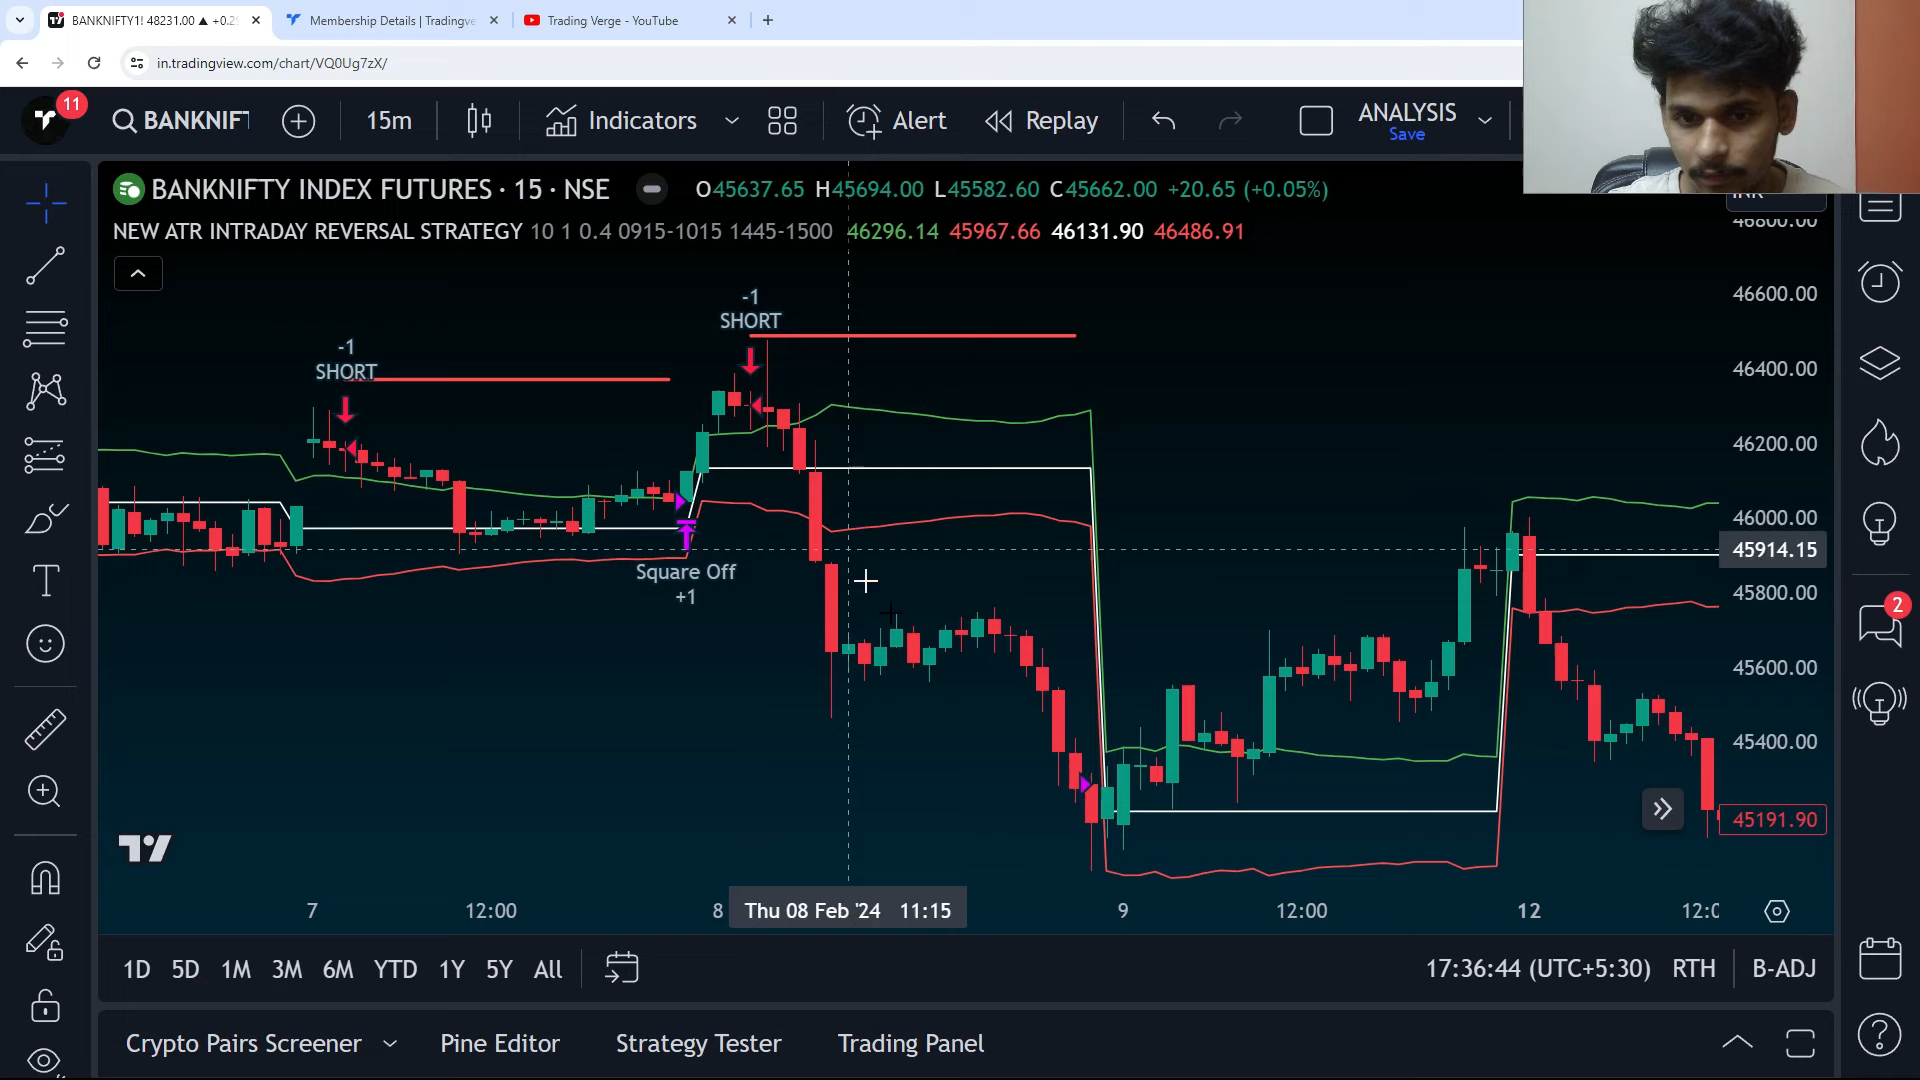 BANKNIFTY1! 48231.00 ▲ +0.2
Membership Details | Tradingve
Trading Verge - YouTube
in.tradingview.com/chart/VQ0Ug7zX/
11
BANKNIFT
15m
Indicators
Alert
Replay
ANALYSIS
Save
BANKNIFTY INDEX FUTURES · 15 · NSE
O45637.65 H45694.00 L45582.60 C45662.00 +20.65 (+0.05%)
NEW ATR INTRADAY REVERSAL STRATEGY 10 1 0.4 0915-1015 1445-1500 46296.14 45967.66 46131.90 46486.91
48800.00
46600.00
46400.00
46200.00
46000.00
45914.15
45800.00
45600.00
45400.00
45191.90
-1
SHORT
-1
SHORT
Square Off
+1
2
7
12:00
8
Thu 08 Feb '24 11:15
9
12:00
12
12:0
1D 5D 1M 3M 6M YTD 1Y 5Y All
17:36:44 (UTC+5:30) RTH B-ADJ
Crypto Pairs Screener
Pine Editor
Strategy Tester
Trading Panel